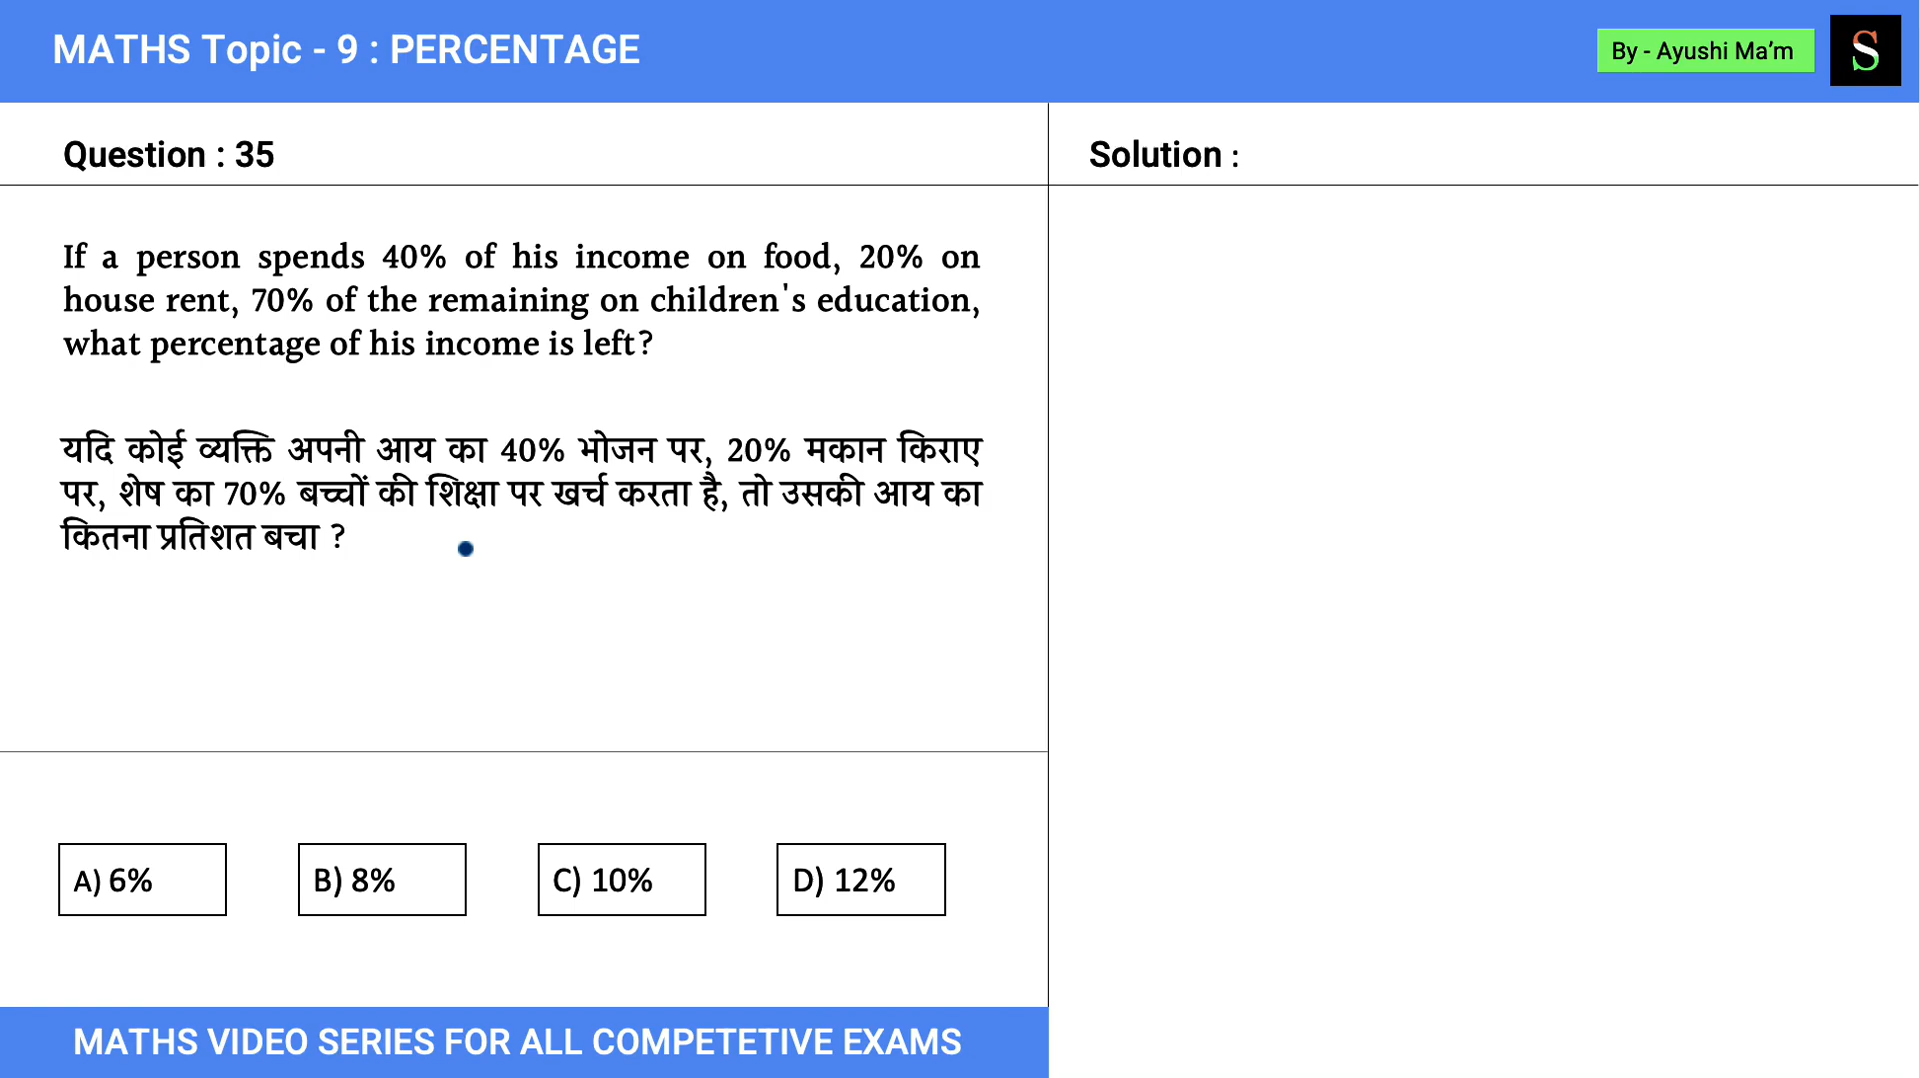 MATHS Topic - 9 : PERCENTAGE
By - Ayushi Ma’m
S
Question : 35
Solution :
If a person spends 40% of his income on food, 20% on
house rent, 70% of the remaining on children's education,
what percentage of his income is left?
यदि कोई व्यक्ति अपनी आय का 40% भोजन पर, 20% मकान किराए
पर, शेष का 70% बच्चों की शिक्षा पर खर्च करता है, तो उसकी आय का
कितना प्रतिशत बचा ?
A) 6%
B) 8%
C) 10%
D) 12%
MATHS VIDEO SERIES FOR ALL COMPETETIVE EXAMS